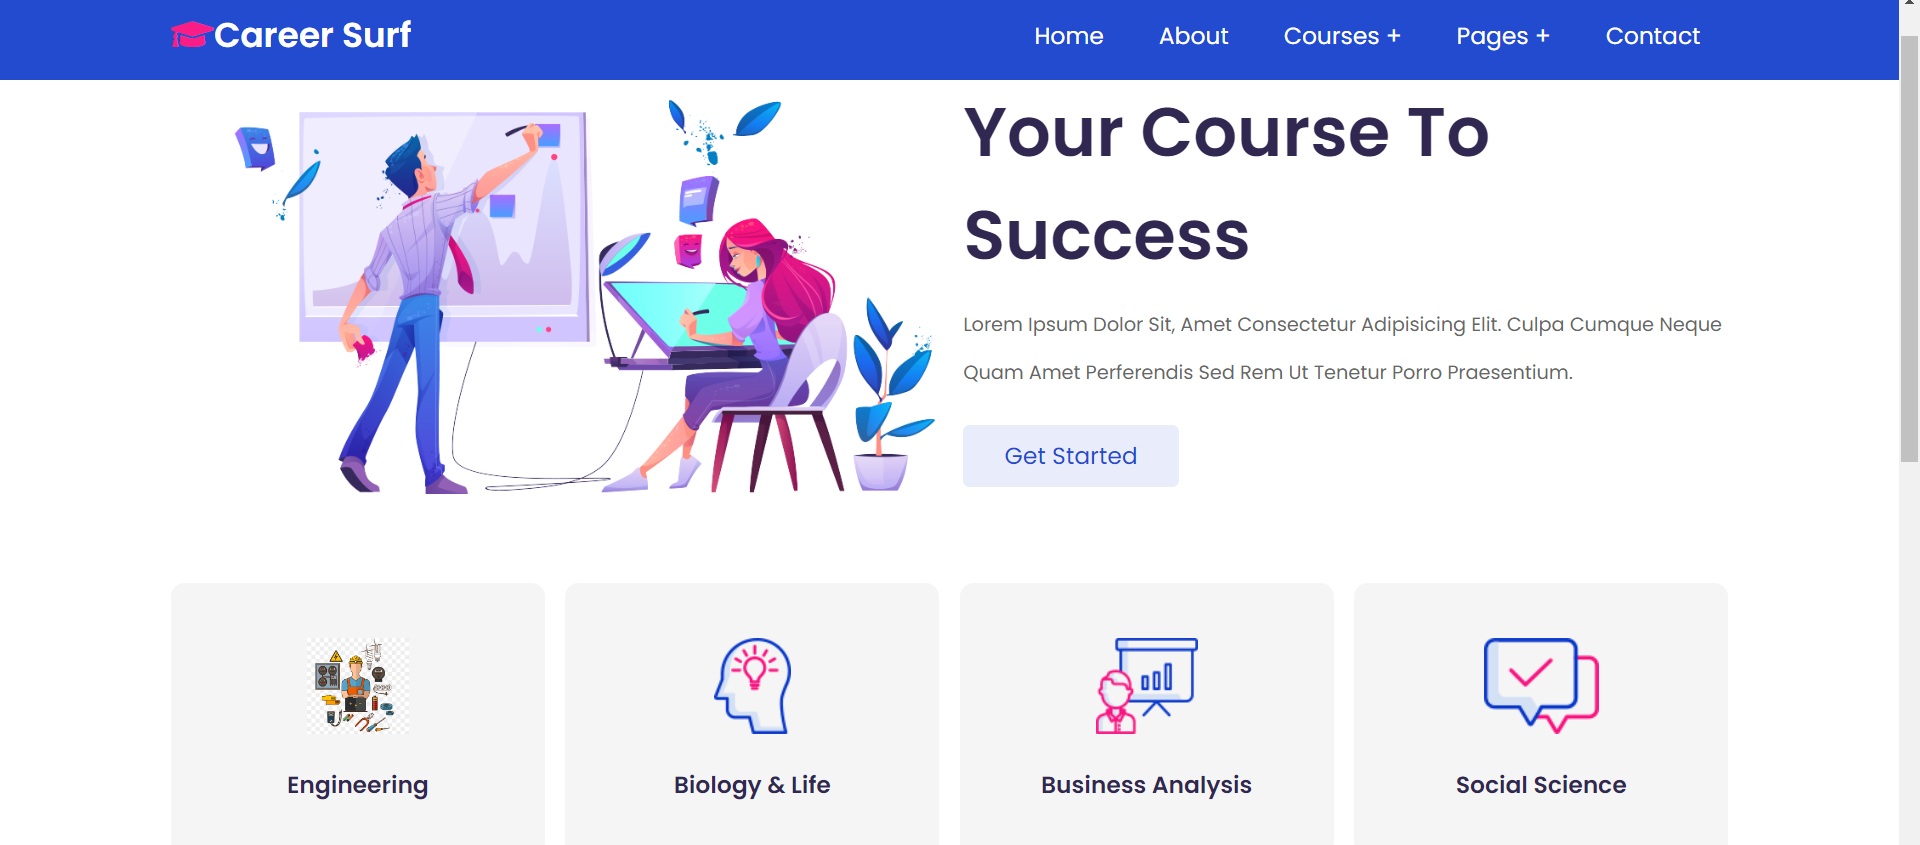 Career Surf
Home About Courses + Pages + Contact
Your Course To
Success
Lorem Ipsum Dolor Sit, Amet Consectetur Adipisicing Elit. Culpa Cumque Neque
Quam Amet Perferendis Sed Rem Ut Tenetur Porro Praesentium.
Get Started
Engineering
Biology & Life
Business Analysis
Social Science